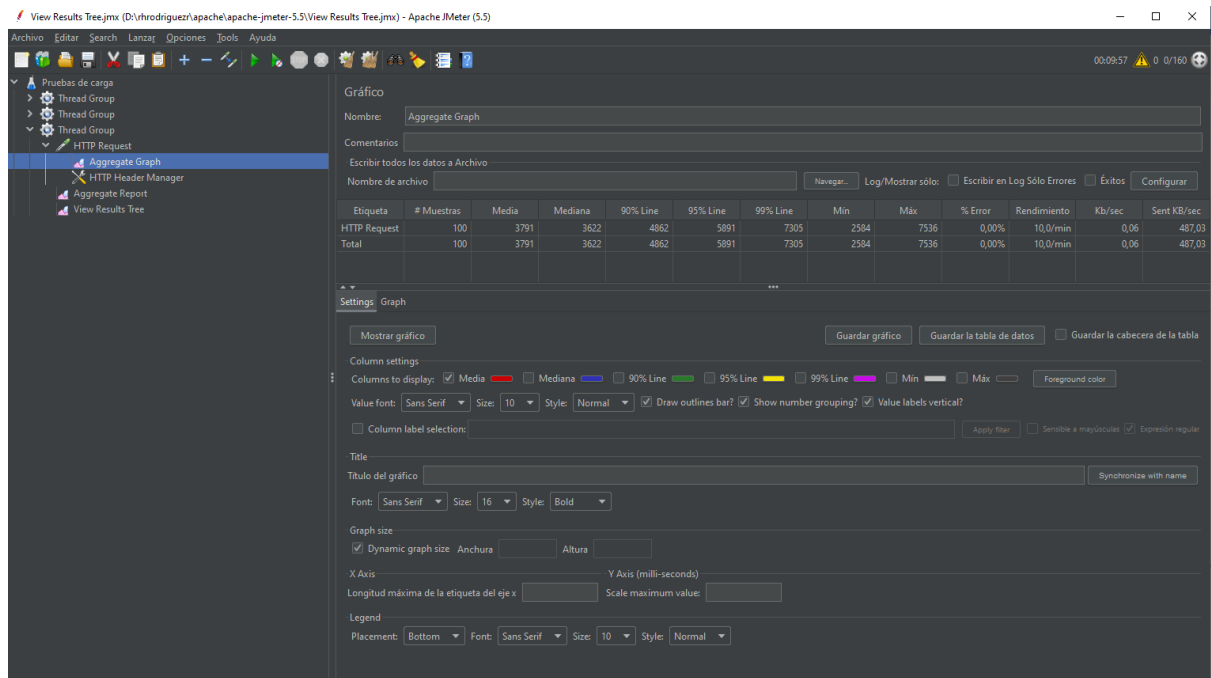 View Results Tree.jmx (D:\rhrodriguezr\apache\apache-jmeter-5.5\View Results Tree.jmx) - Apache JMeter (5.5)
Archivo Editar Search Lanzar Opciones Tools Ayuda
00:09:57 0 0/160
Pruebas de carga
Thread Group
Thread Group
Thread Group
HTTP Request
Aggregate Graph
HTTP Header Manager
Aggregate Report
View Results Tree
Gráfico
Nombre: Aggregate Graph
Comentarios
Escribir todos los datos a Archivo
Nombre de archivo Navegar... Log/Mostrar sólo: Escribir en Log Sólo Errores Éxitos Configurar
Etiqueta # Muestras Media Mediana 90% Line 95% Line 99% Line Mín Máx % Error Rendimiento Kb/sec Sent KB/sec
HTTP Request 100 3791 3622 4862 5891 7305 2584 7536 0,00% 10,0/min 0,06 487,03
Total 100 3791 3622 4862 5891 7305 2584 7536 0,00% 10,0/min 0,06 487,03
Settings Graph
Mostrar gráfico Guardar gráfico Guardar la tabla de datos Guardar la cabecera de la tabla
Column settings
Columns to display: Media Mediana 90% Line 95% Line 99% Line Mín Máx Foreground color
Value font: Sans Serif Size: 10 Style: Normal Draw outlines bar? Show number grouping? Value labels vertical?
Column label selection: Apply filter Sensible a mayúsculas Expresión regular
Title
Título del gráfico Synchronize with name
Font: Sans Serif Size: 16 Style: Bold
Graph size
Dynamic graph size Anchura Altura
X Axis Y Axis (milli-seconds)
Longitud máxima de la etiqueta del eje x Scale maximum value:
Legend
Placement: Bottom Font: Sans Serif Size: 10 Style: Normal